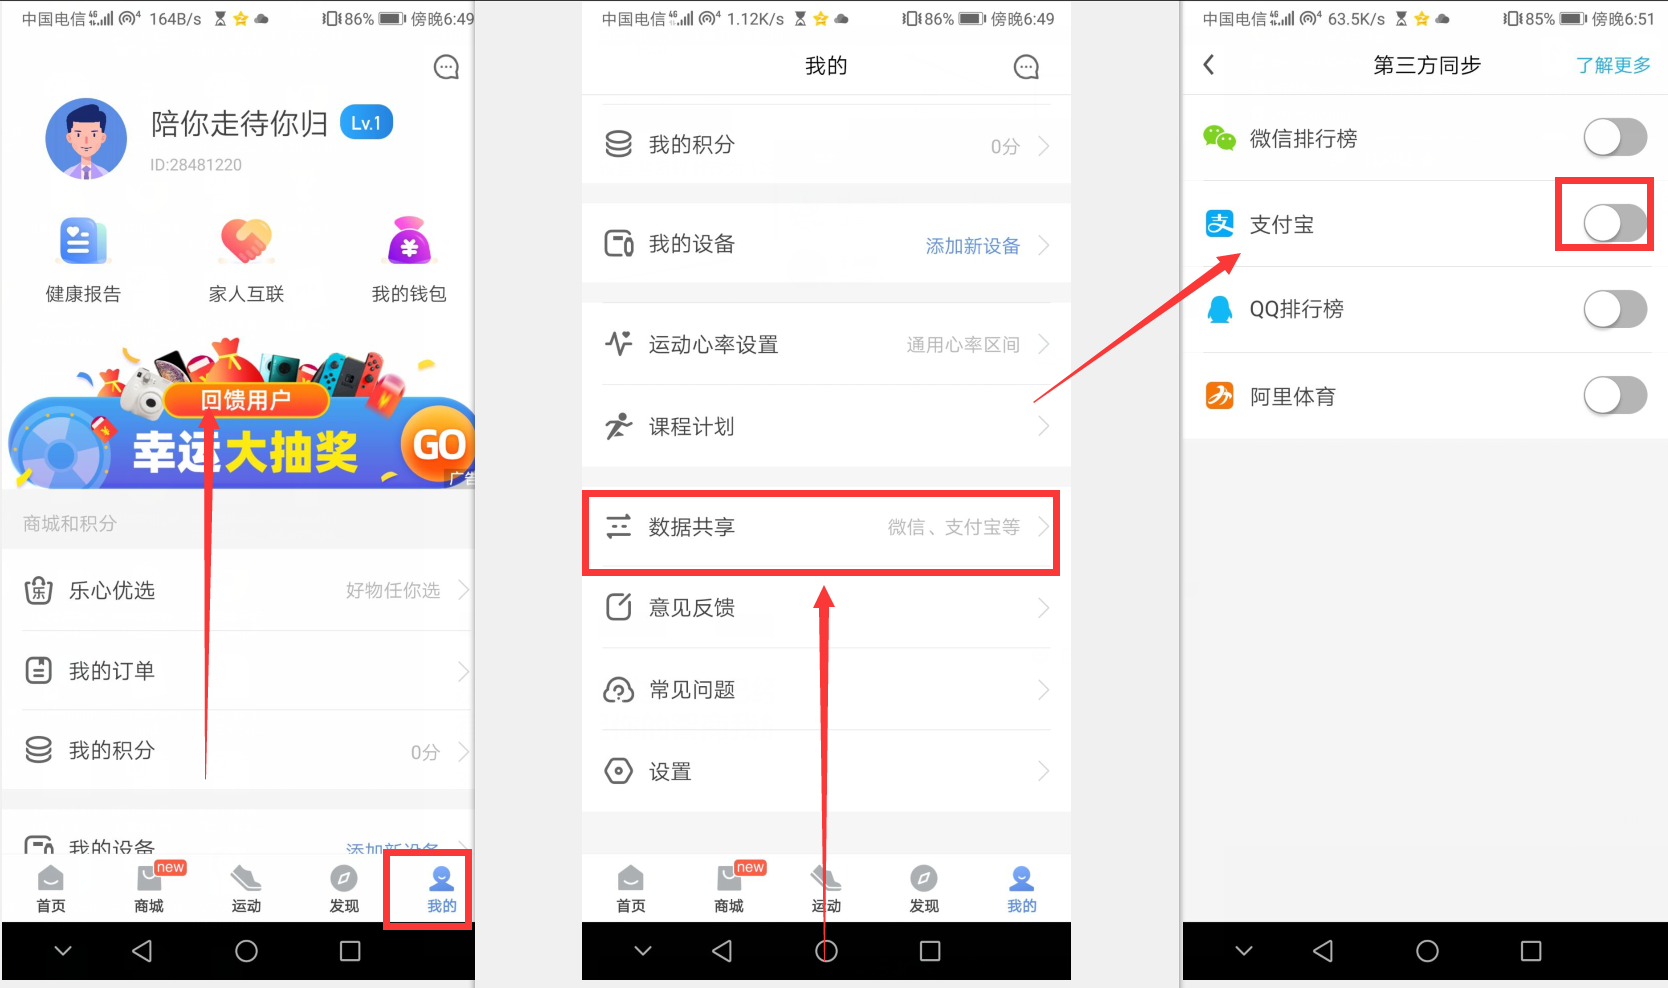 中国电信 4G 4 164B/s 86% 傍晚6:49
陪你走待你归 Lv.1
ID:28481220
健康报告 家人互联 我的钱包
回馈用户
幸运大抽奖 GO
广告
商城和积分
乐心优选 好物任你选
我的订单
我的积分 0分
我的设备 添加新设备
new
首页 商城 运动 发现 我的
中国电信 4G 4 1.12K/s 86% 傍晚6:49
我的
我的积分 0分
我的设备 添加新设备
运动心率设置 通用心率区间
课程计划
数据共享 微信、支付宝等
意见反馈
常见问题
设置
new
首页 商城 运动 发现 我的
中国电信 4G 4 63.5K/s 85% 傍晚6:51
第三方同步 了解更多
微信排行榜
支 支付宝
QQ排行榜
阿里体育